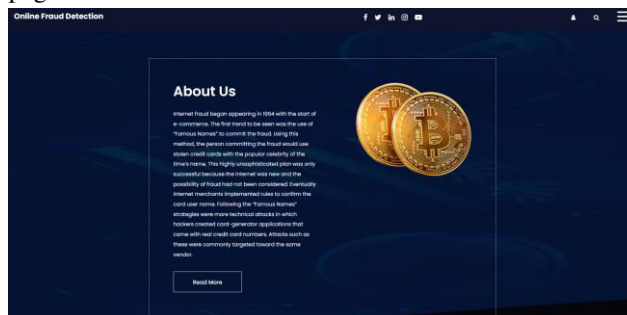 Online Fraud Detection
About Us
Internet fraud began appearing in 1994 with the start of
e-commerce. The first trend to be seen was the use of
"Famous Names" to commit the fraud. Using this
method, the person committing the fraud would use
stolen credit cards with the popular celebrity of the
time's name. This highly unsophisticated plan was only
successful because the internet was new and the
possibility of fraud had not been considered. Eventually
internet merchants implemented rules to confirm the
card user name. Following the "Famous Names"
strategies were more technical attacks in which
hackers created card-generator applications that
came with real credit card numbers. Attacks such as
these were commonly targeted toward the same
vendor.
Read More